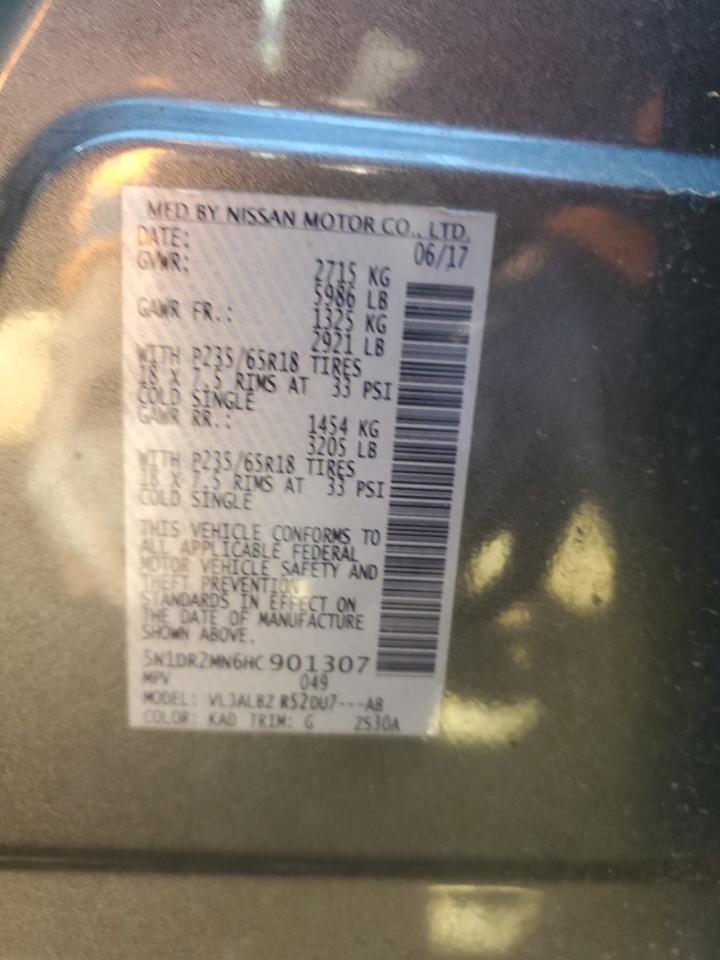 MFD BY NISSAN MOTOR CO., LTD.
DATE: 06/17
GVWR: 2715 KG
5986 LB
GAWR FR.: 1325 KG
2921 LB
WITH P235/65R18 TIRES
18 X 7.5 RIMS AT 33 PSI
COLD SINGLE
GAWR RR.: 1454 KG
3205 LB
WITH P235/65R18 TIRES
18 X 7.5 RIMS AT 33 PSI
COLD SINGLE
THIS VEHICLE CONFORMS TO
ALL APPLICABLE FEDERAL
MOTOR VEHICLE SAFETY AND
THEFT PREVENTION
STANDARDS IN EFFECT ON
THE DATE OF MANUFACTURE
SHOWN ABOVE.
5N1DR2MN6HC901307
MPV 049
MODEL: VLJALBZ R52DU7---AB
COLOR: KAD TRIM: G 2530A